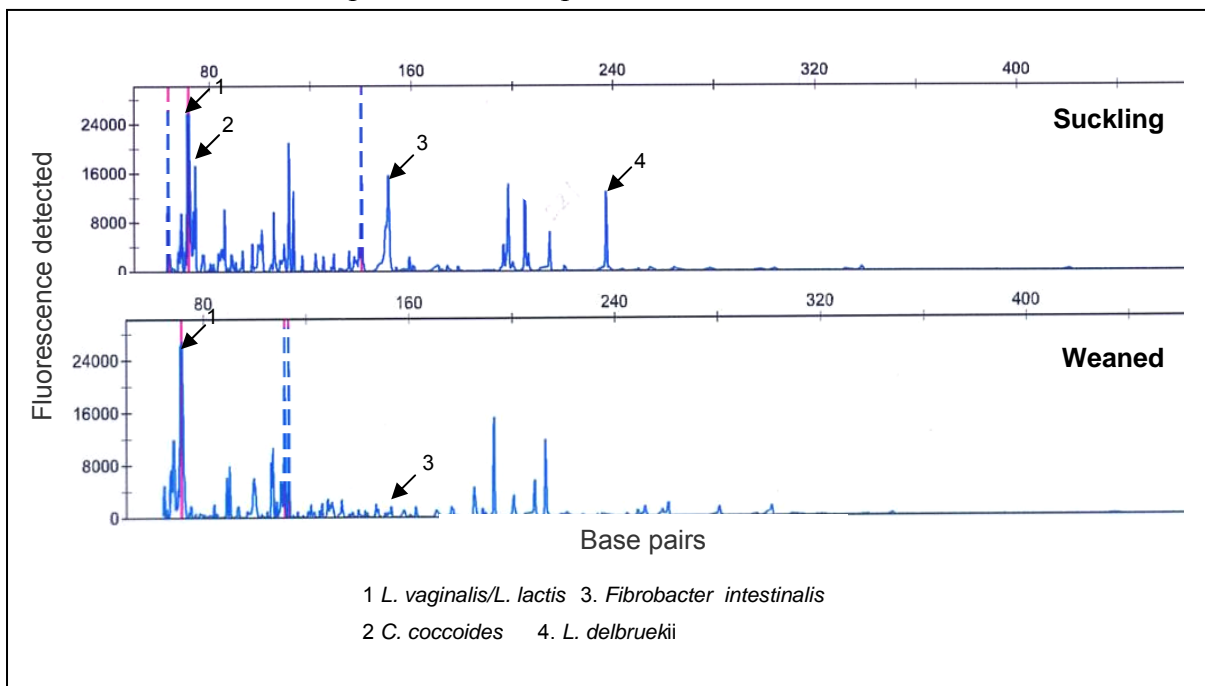 80 160 240 320 400
Suckling
24000
16000
8000
0
1
2
3
4
Fluorescence detected
80 160 240 320 400
Weaned
24000
16000
8000
0
1
3
Base pairs
1 L. vaginalis/L. lactis 3. Fibrobacter intestinalis
2 C. coccoides 4. L. delbruekii